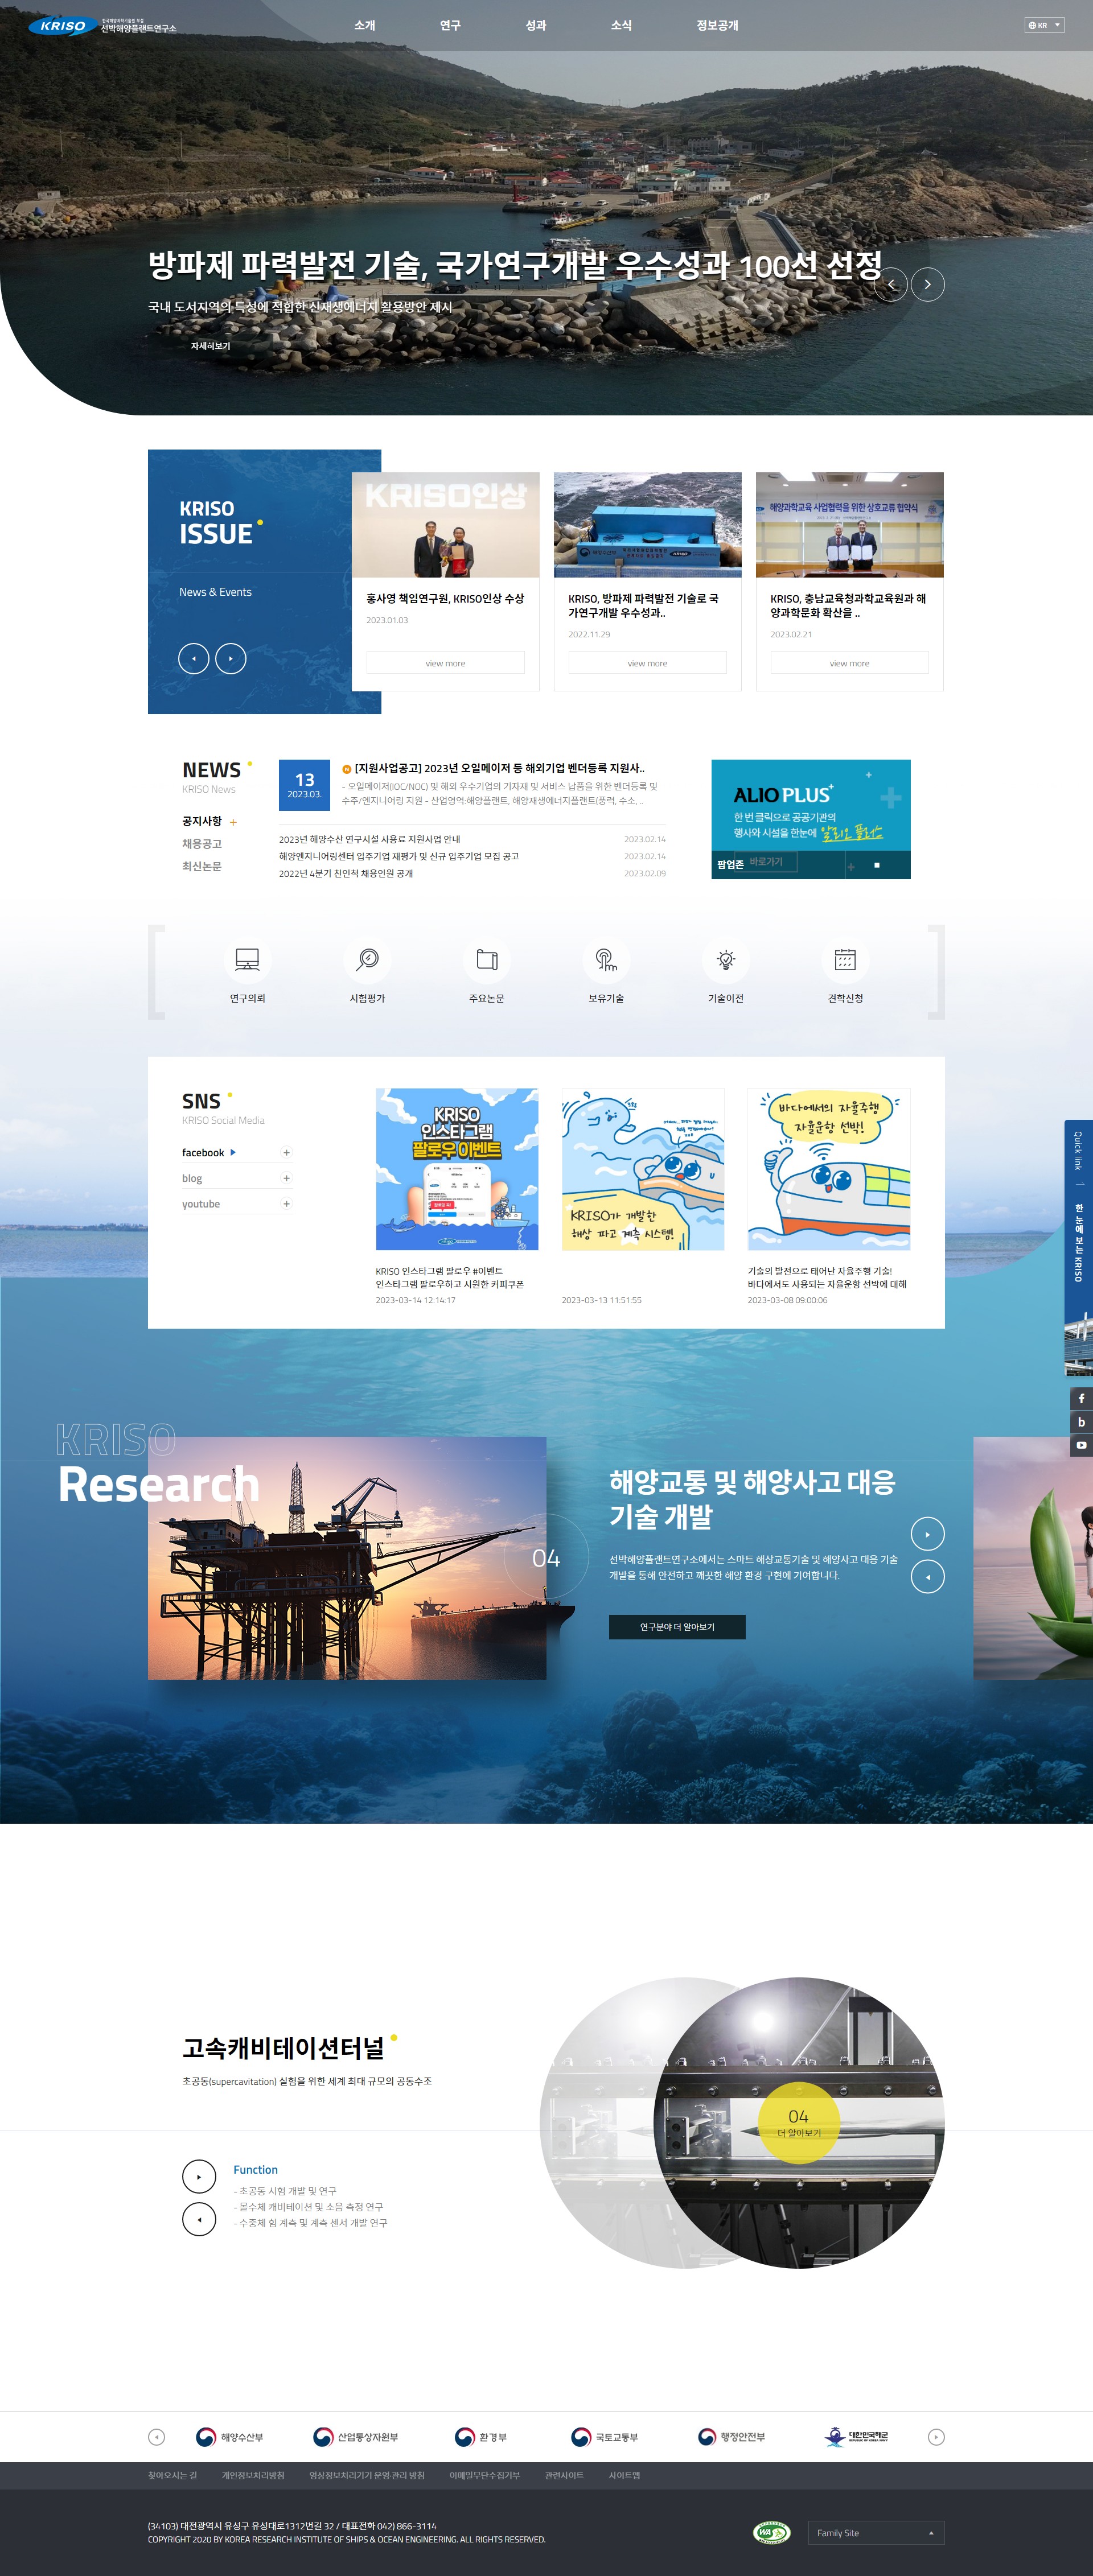 KRISO
한국해양과학기술원 부설
선박해양플랜트연구소
소개
연구
성과
소식
정보공개
KR
방파제 파력발전 기술, 국가연구개발 우수성과 100선 선정
국내 도서지역의 특성에 적합한 신재생에너지 활용방안 제시
자세히보기
KRISO
ISSUE
News & Events
KRISO인상
홍사영 책임연구원, KRISO인상 수상
2023.01.03
view more
KRISO, 방파제 파력발전 기술로 국
가연구개발 우수성과..
2022.11.29
view more
해양과학교육 사업협력을 위한 상호교류 협약식
KRISO, 충남교육청과학교육원과 해
양과학문화 확산을 ..
2023.02.21
view more
NEWS
KRISO News
공지사항
채용공고
최신논문
13
2023.03.
N [지원사업공고] 2023년 오일메이저 등 해외기업 벤더등록 지원사..
- 오일메이저(IOC/NOC) 및 해외 우수기업의 기자재 및 서비스 납품을 위한 벤더등록 및
수주/엔지니어링 지원 - 산업영역:해양플랜트, 해양재생에너지플랜트(풍력, 수소, ..
2023년 해양수산 연구시설 사용료 지원사업 안내
2023.02.14
해양엔지니어링센터 입주기업 재평가 및 신규 입주기업 모집 공고
2023.02.14
2022년 4분기 친인척 채용인원 공개
2023.02.09
ALIO PLUS+
한 번 클릭으로 공공기관의
행사와 시설을 한눈에 알리오 플러스
팝업존
바로가기
연구의뢰
시험평가
주요논문
보유기술
기술이전
견학신청
SNS
KRISO Social Media
facebook
blog
youtube
KRISO
인스타그램
팔로우 이벤트
KRISO가 개발한
해상 파고 계측 시스템!
바다에서의 자율주행
자율운항 선박!
KRISO 인스타그램 팔로우 #이벤트
인스타그램 팔로우하고 시원한 커피쿠폰
2023-03-14 12:14:17
2023-03-13 11:51:55
기술의 발전으로 태어난 자율주행 기술!
바다에서도 사용되는 자율운항 선박에 대해
2023-03-08 09:00:06
Quick link
한 눈에 보는 KRISO
KRISO
Research
04
해양교통 및 해양사고 대응
기술 개발
선박해양플랜트연구소에서는 스마트 해상교통기술 및 해양사고 대응 기술
개발을 통해 안전하고 깨끗한 해양 환경 구현에 기여합니다.
연구분야 더 알아보기
고속캐비테이션터널
초공동(supercavitation) 실험을 위한 세계 최대 규모의 공동수조
04
더 알아보기
Function
- 초공동 시험 개발 및 연구
- 몰수체 캐비테이션 및 소음 측정 연구
- 수중체 힘 계측 및 계측 센서 개발 연구
해양수산부
산업통상자원부
환경부
국토교통부
행정안전부
대한민국해군
REPUBLIC OF KOREA NAVY
찾아오시는 길
개인정보처리방침
영상정보처리기기 운영·관리 방침
이메일무단수집거부
관련사이트
사이트맵
(34103) 대전광역시 유성구 유성대로1312번길 32 / 대표전화 042) 866-3114
COPYRIGHT 2020 BY KOREA RESEARCH INSTITUTE OF SHIPS & OCEAN ENGINEERING. ALL RIGHTS RESERVED.
WA
Family Site